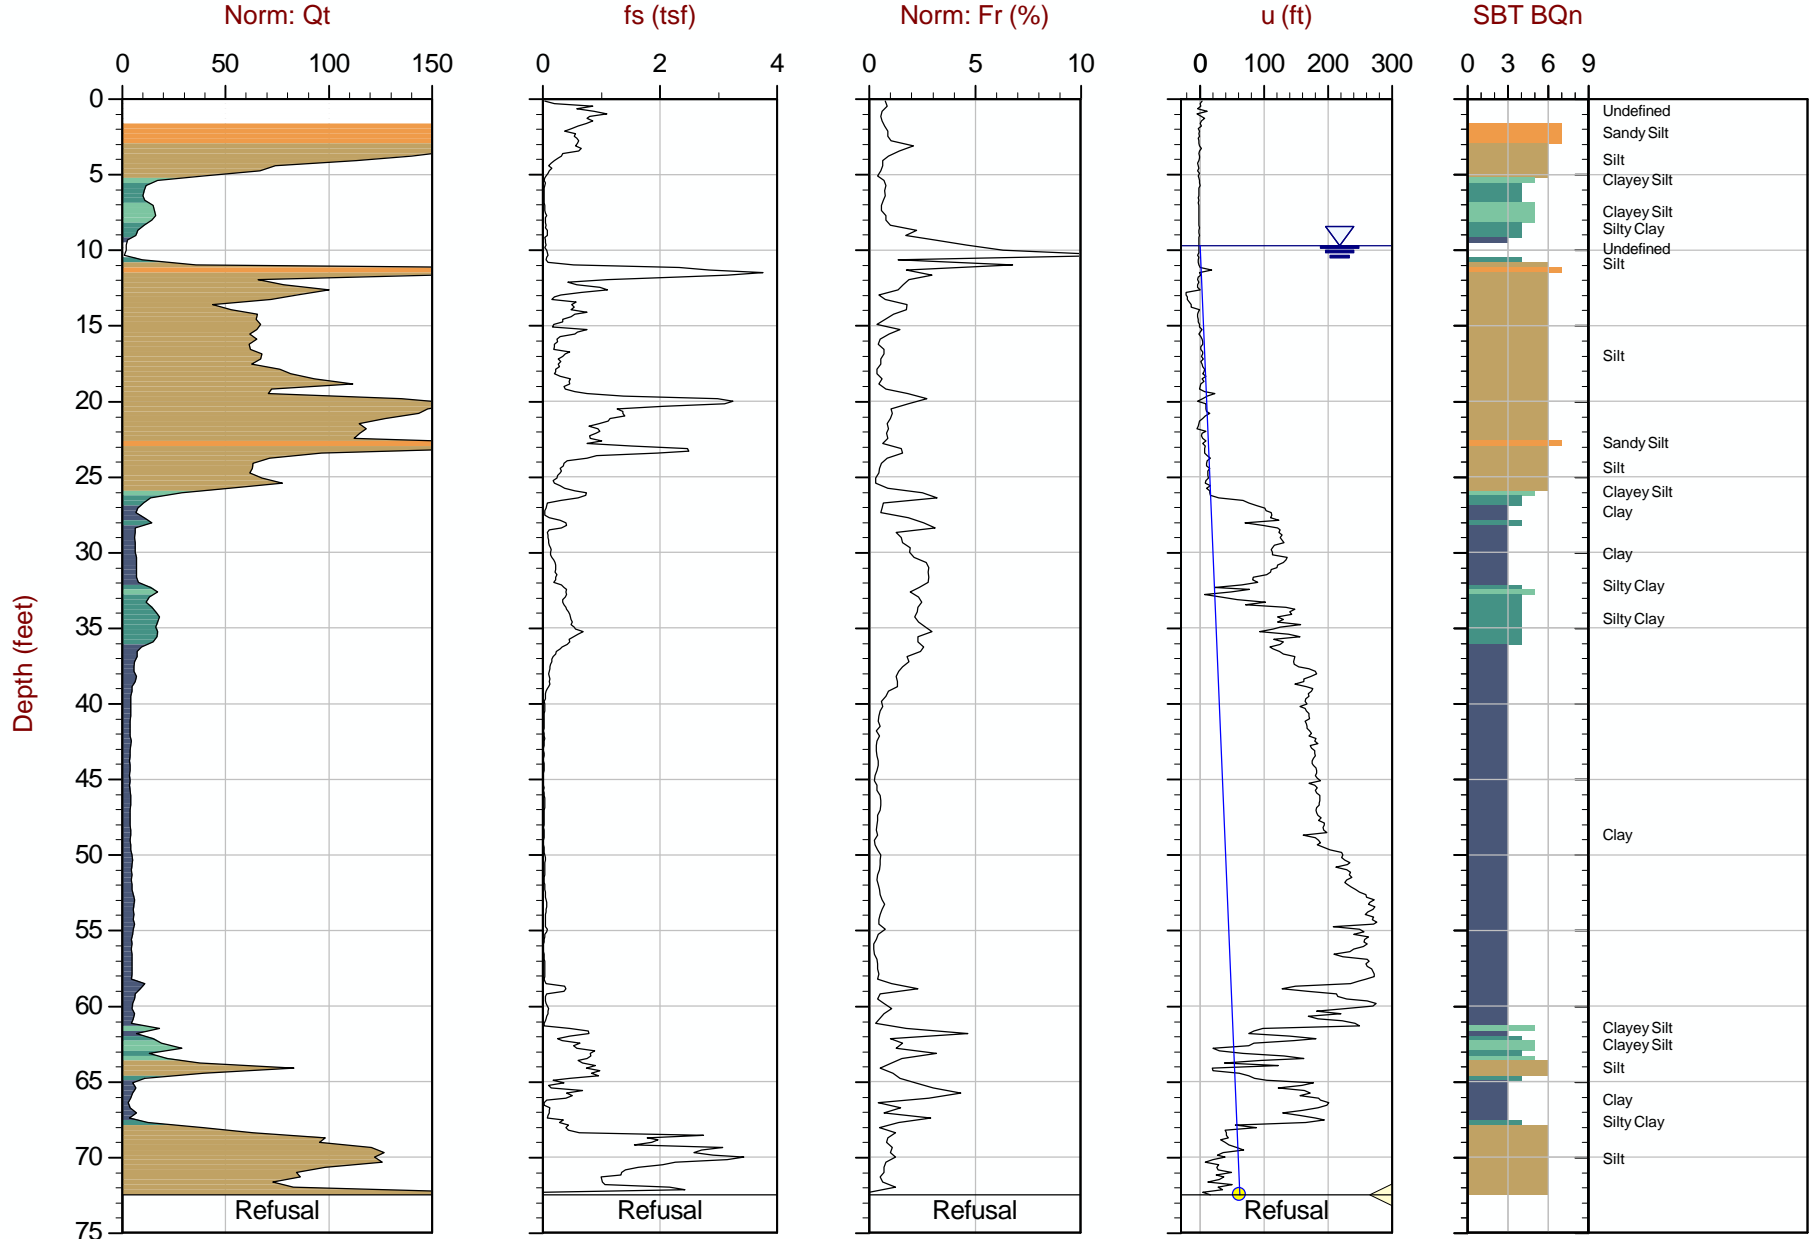 Norm: Qt fs (tsf) Norm: Fr (%) u (ft) SBT BQn
0 50 100 150 0 2 4 0 5 10 0 100 200 300 0 3 6 9
0
Undefined
Sandy Silt
Silt
5
Clayey Silt
Clayey Silt
Silty Clay
Undefined
10
Silt
15
Silt
20
Sandy Silt
Silt
25
Clayey Silt
Clay
30
Clay
Silty Clay
Silty Clay
35
Depth (feet)
40
45
Clay
50
55
60
Clayey Silt
Clayey Silt
Silt
65
Clay
Silty Clay
70
Silt
Refusal Refusal Refusal Refusal
75